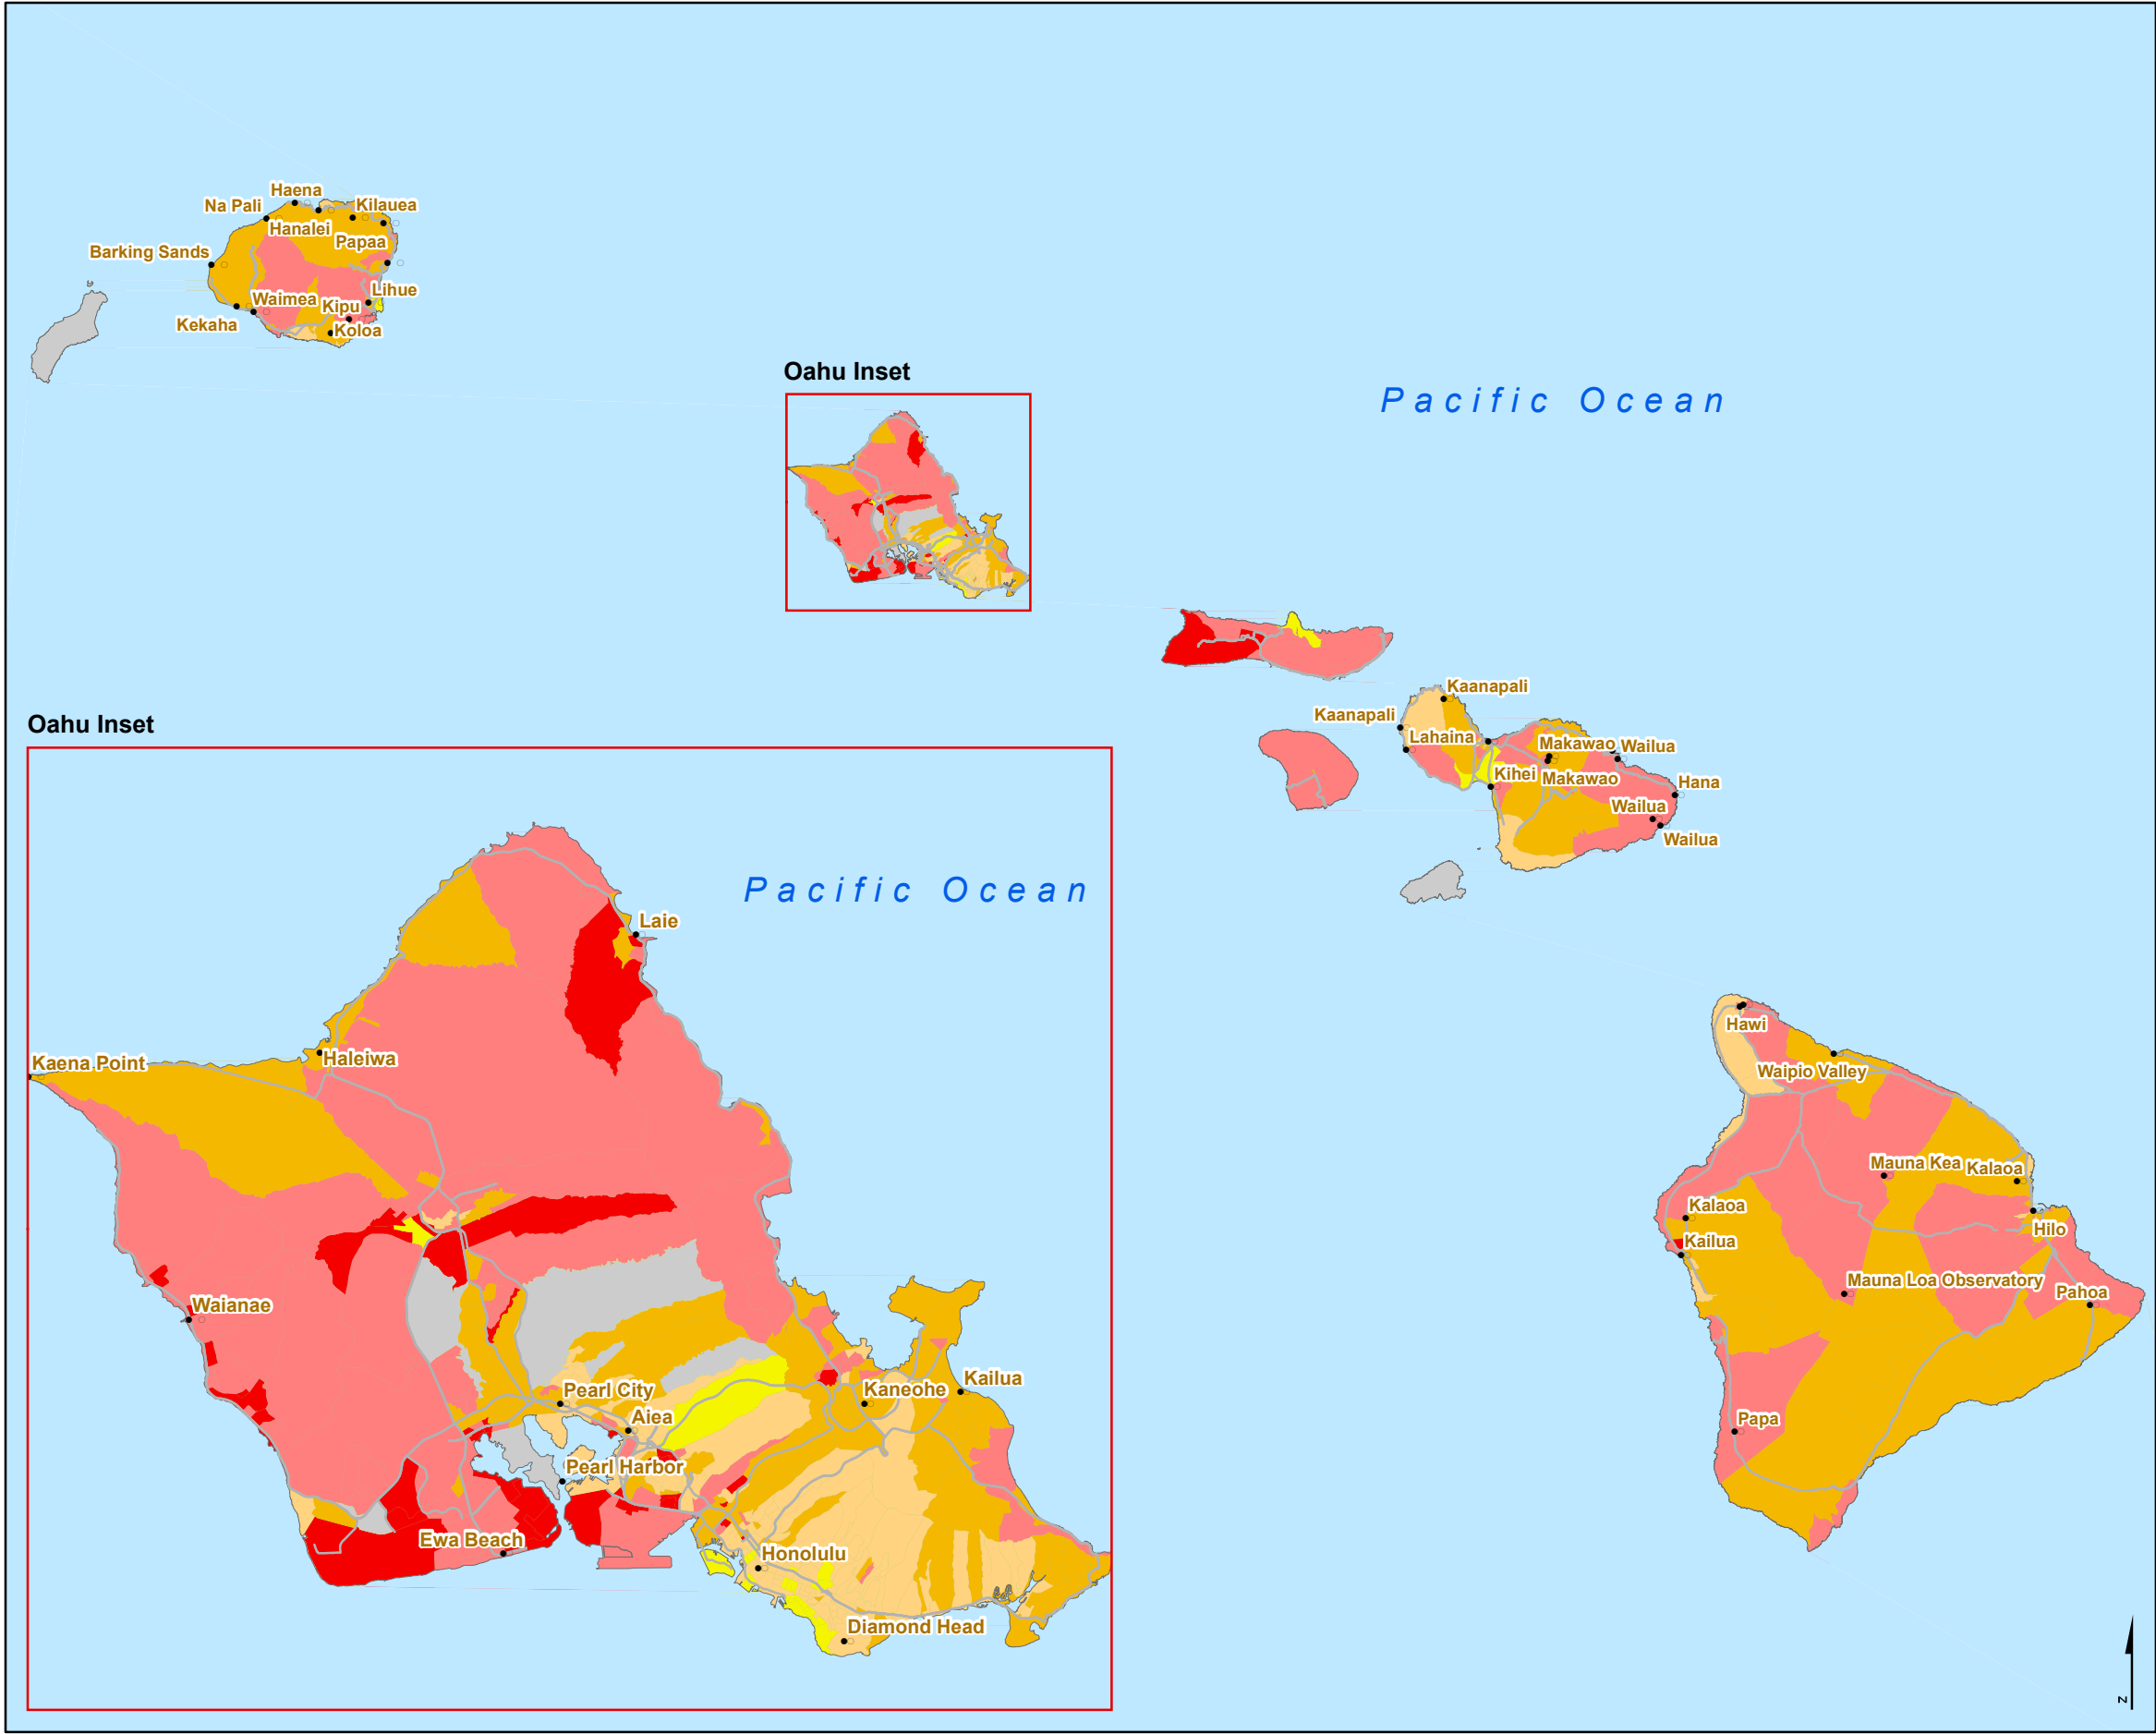 Haena
Na Pali
Kilauea
Hanalei
Papaa
Barking Sands
Lihue
Waimea
Kipu
Kekaha
Koloa
Oahu Inset
Pacific Ocean
Kaanapali
Kaanapali
Lahaina
Makawao
Wailua
Kihei
Makawao
Hana
Wailua
Wailua
Oahu Inset
Pacific Ocean
Laie
Haleiwa
Kaena Point
Waianae
Pearl City
Aiea
Kaneohe
Kailua
Pearl Harbor
Ewa Beach
Honolulu
Diamond Head
Hawi
Waipio Valley
Mauna Kea
Kalaoa
Kalaoa
Hilo
Kailua
Mauna Loa Observatory
Pahoa
Papa
N